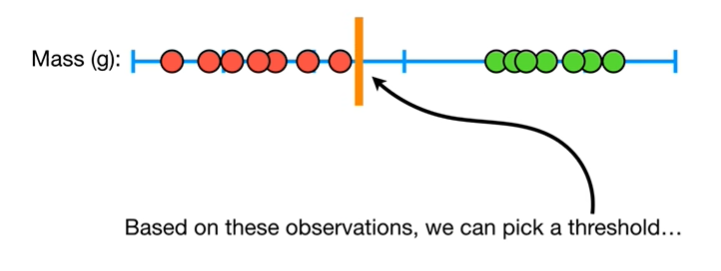 Mass (g):
Based on these observations, we can pick a threshold…